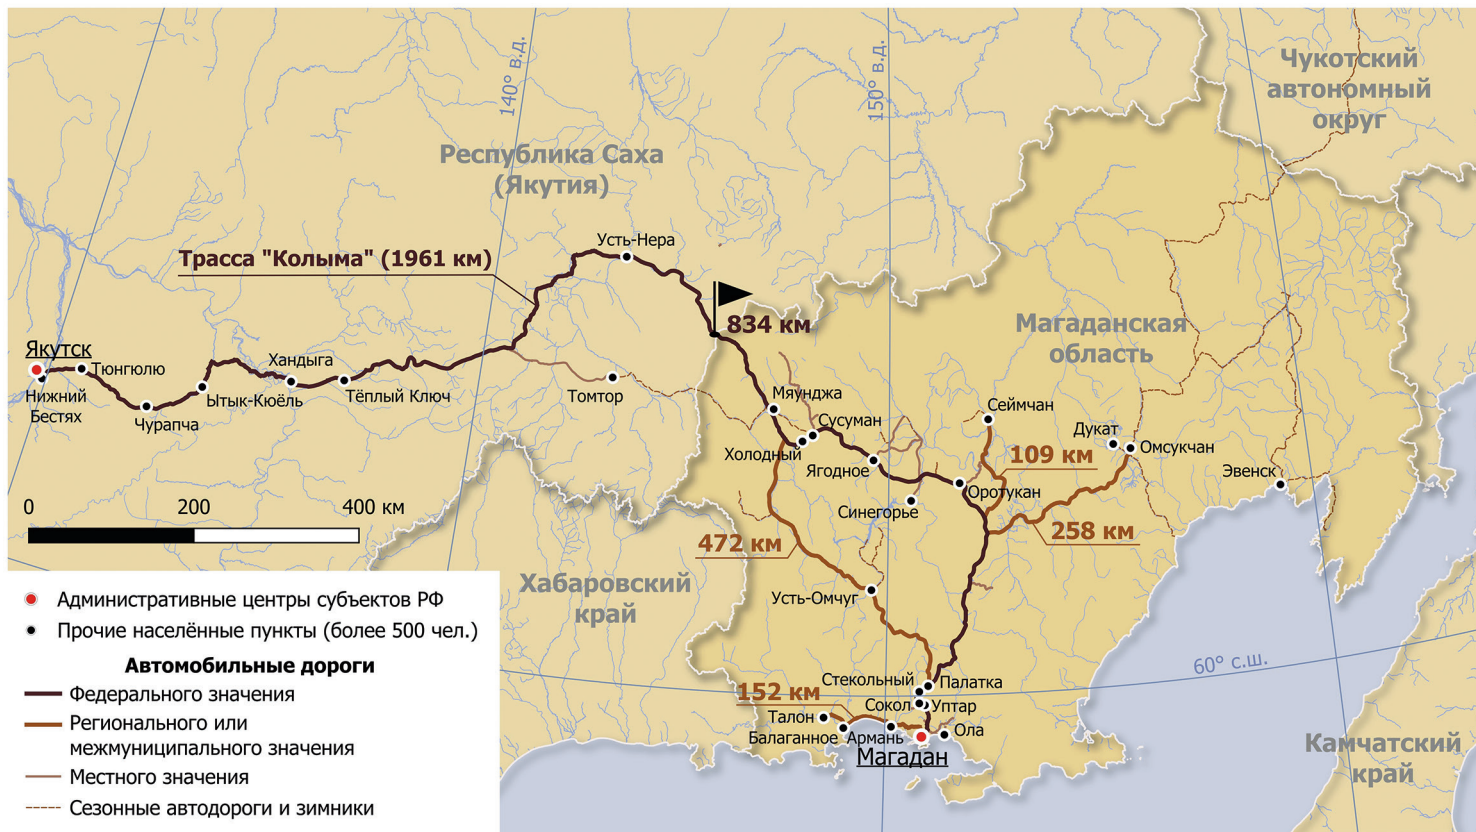 140° в.д.
150° в.д.
Чукотский
автономный
округ
Республика Саха
(Якутия)
Усть-Нера
Трасса "Колыма" (1961 км)
834 км
Магаданская
область
Якутск
Тюнгюлю
Хандыга
Нижний
Бестях
Чурапча
Ытык-Кюёль
Тёплый Ключ
Томтор
Мяунджа
Сусуман
Холодный
Ягодное
Сеймчан
Дукат
Омсукчан
109 км
Эвенск
Оротукан
Синегорье
258 км
472 км
0
200
400 км
Хабаровский
край
Усть-Омчуг
60° с.ш.
Стекольный
Палатка
152 км
Сокол
Уптар
Талон
Балаганное
Армань
Ола
Магадан
Камчатский
край
Административные центры субъектов РФ
Прочие населённые пункты (более 500 чел.)
Автомобильные дороги
Федерального значения
Регионального или
межмуниципального значения
Местного значения
Сезонные автодороги и зимники